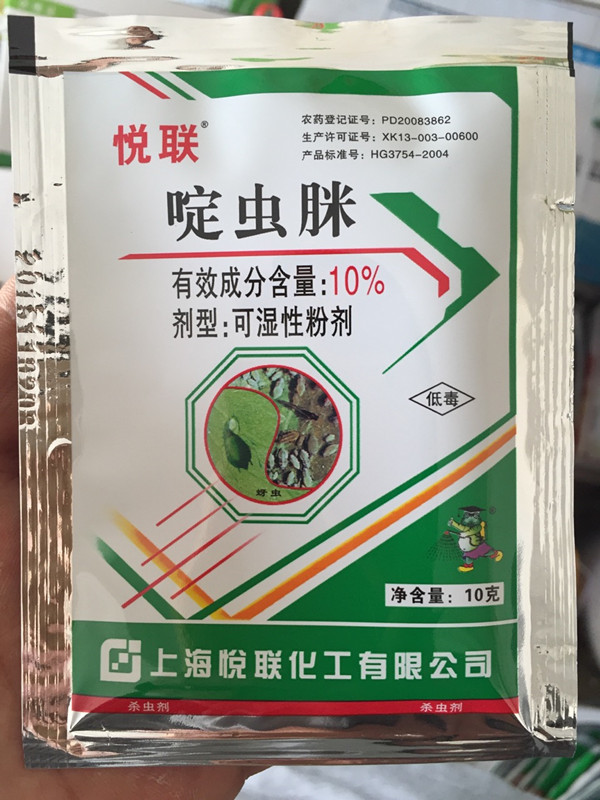 悦联®
农药登记证号：PD20083862
生产许可证号：XK13-003-00600
产品标准号：HG3754-2004
啶虫脒
有效成分含量：10%
剂型：可湿性粉剂
低毒
蚜虫
净含量：10克
上海悦联化工有限公司
杀虫剂
杀虫剂